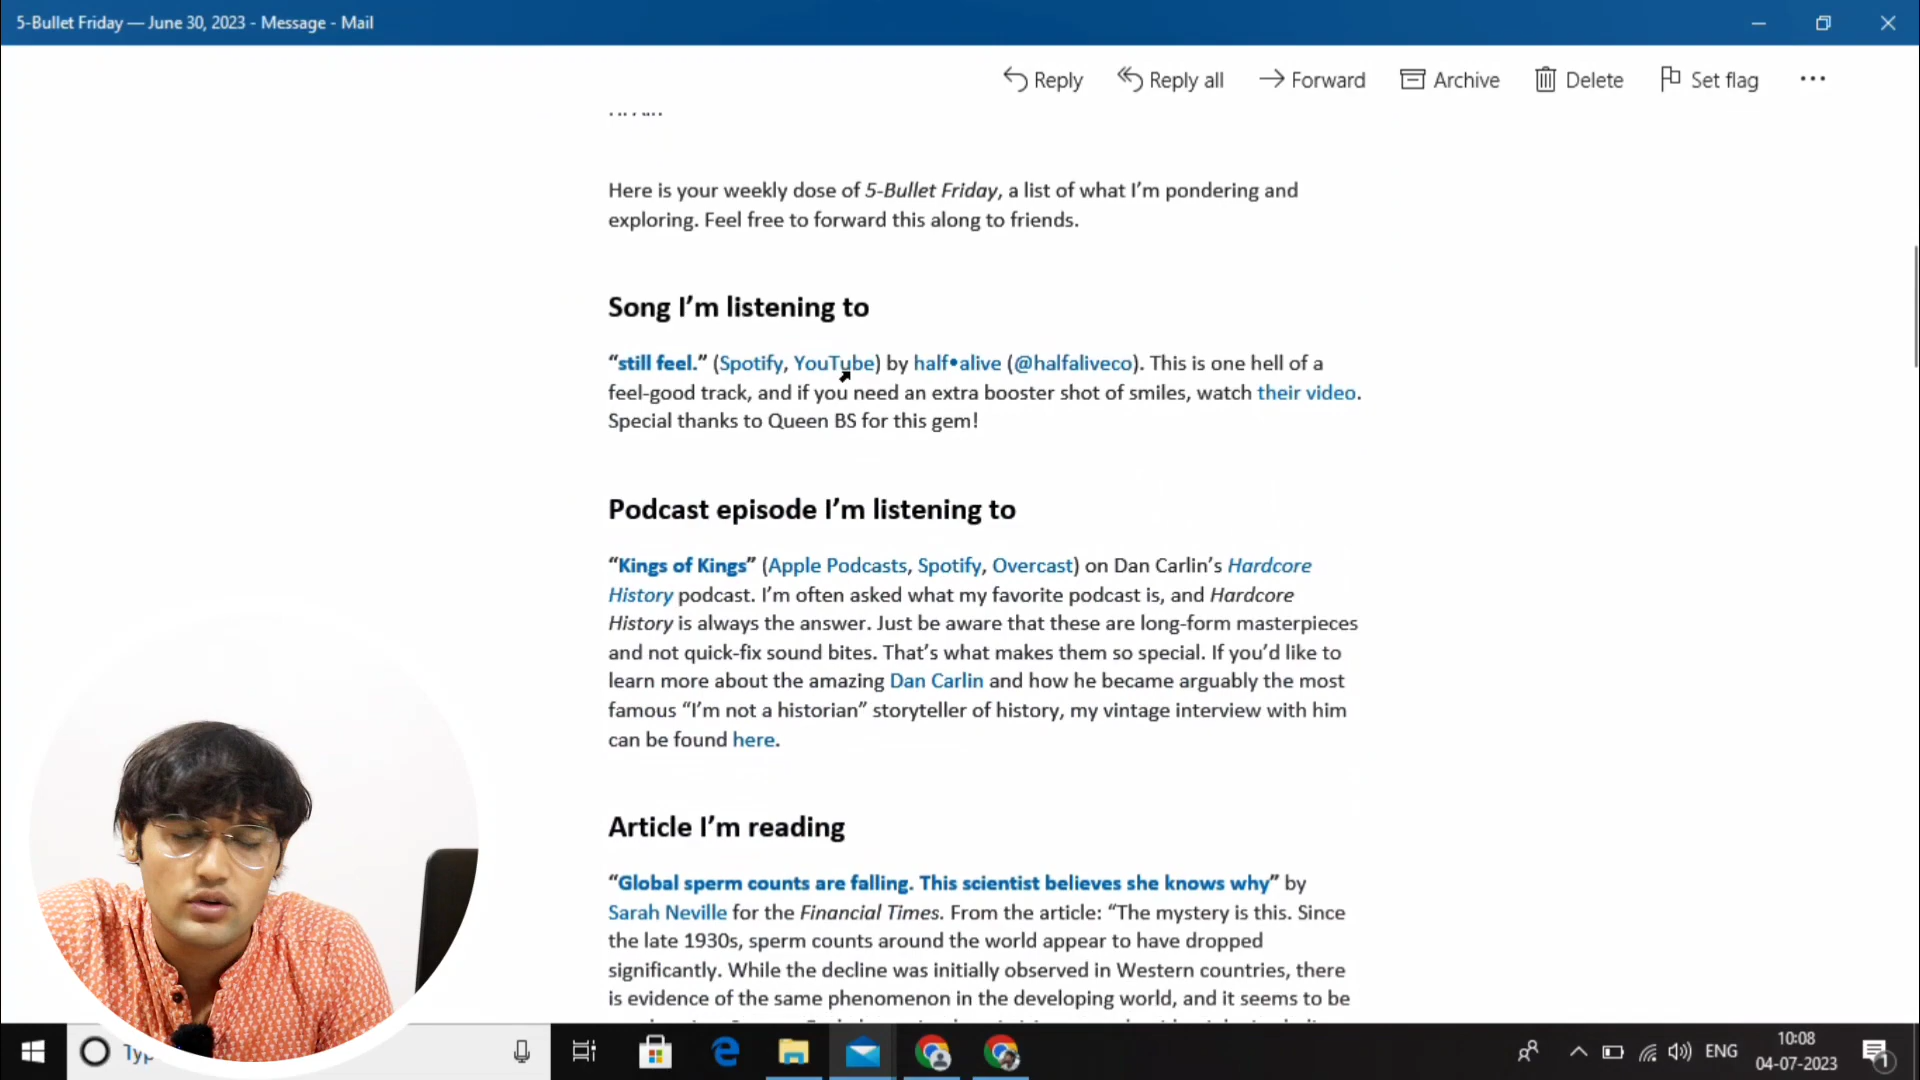 5-Bullet Friday — June 30, 2023 - Message - Mail
Reply
Reply all
Forward
Archive
Delete
Set flag
Here is your weekly dose of 5-Bullet Friday, a list of what I'm pondering and
exploring. Feel free to forward this along to friends.
Song I'm listening to
“still feel.” (Spotify, YouTube) by half•alive (@halfaliveco). This is one hell of a
feel-good track, and if you need an extra booster shot of smiles, watch their video.
Special thanks to Queen BS for this gem!
Podcast episode I'm listening to
“Kings of Kings” (Apple Podcasts, Spotify, Overcast) on Dan Carlin's Hardcore
History podcast. I'm often asked what my favorite podcast is, and Hardcore
History is always the answer. Just be aware that these are long-form masterpieces
and not quick-fix sound bites. That's what makes them so special. If you'd like to
learn more about the amazing Dan Carlin and how he became arguably the most
famous “I'm not a historian” storyteller of history, my vintage interview with him
can be found here.
Article I'm reading
“Global sperm counts are falling. This scientist believes she knows why” by
Sarah Neville for the Financial Times. From the article: “The mystery is this. Since
the late 1930s, sperm counts around the world appear to have dropped
significantly. While the decline was initially observed in Western countries, there
is evidence of the same phenomenon in the developing world, and it seems to be
Typ
ENG
10:08
04-07-2023
1